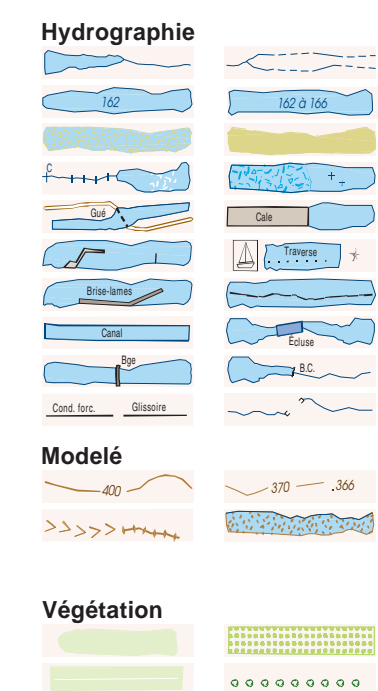 Hydrographie
162
162 à 166
C
Gué
Cale
Traverse
Brise-lames
Canal
Écluse
Bge
B.C.
Cond. forc.
Glissoire
Modelé
400
370
.366
Végétation